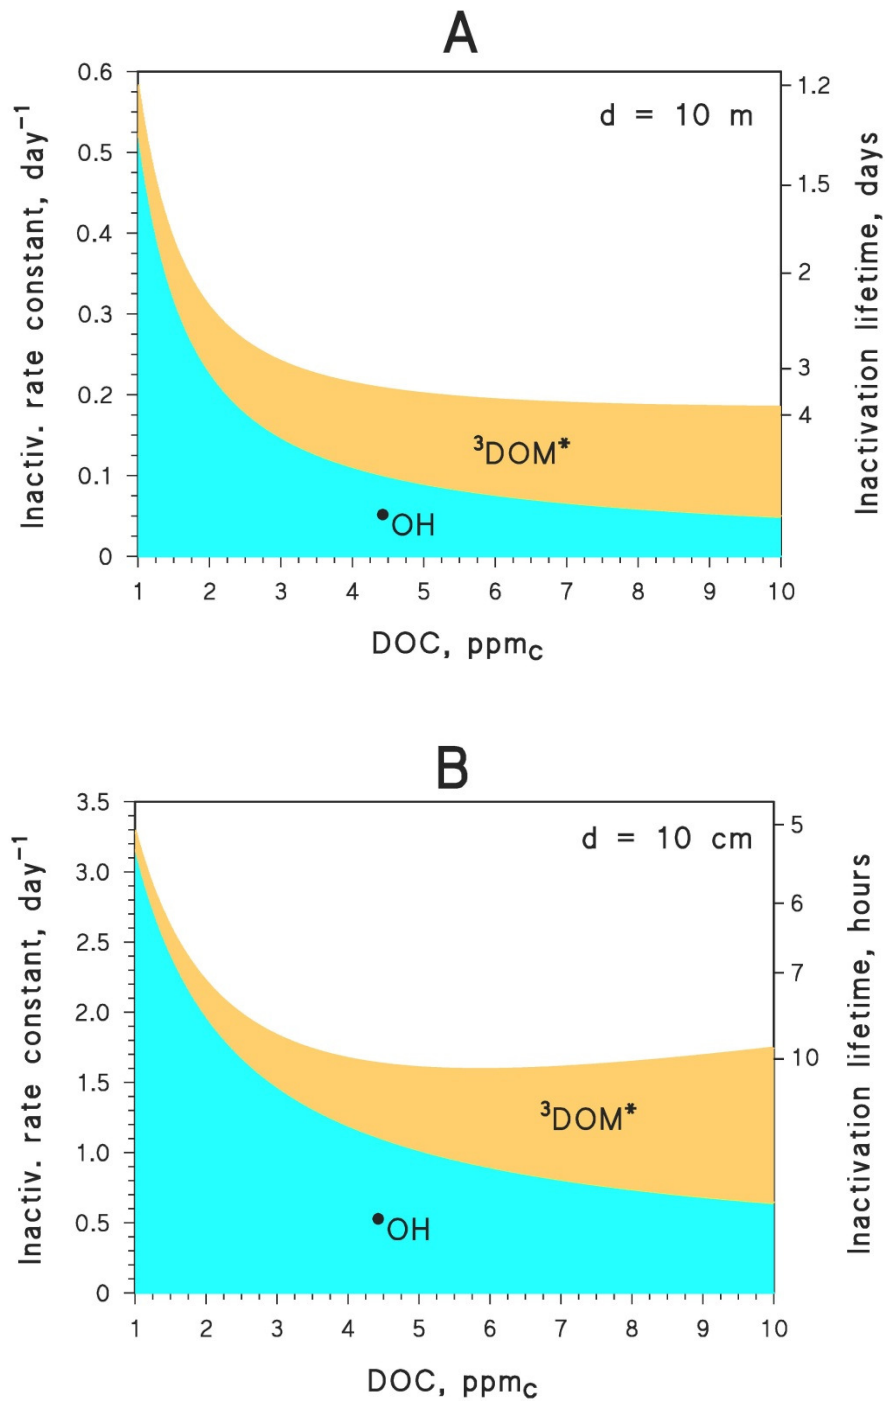 A
d = 10 m
Inactiv. rate constant, day⁻¹
0.6
0.5
0.4
0.3
0.2
0.1
0
1.2
1.5
2
3
4
Inactivation lifetime, days
³DOM*
•OH
1 2 3 4 5 6 7 8 9 10
DOC, ppmC
B
d = 10 cm
Inactiv. rate constant, day⁻¹
3.5
3.0
2.5
2.0
1.5
1.0
0.5
0
5
6
7
10
Inactivation lifetime, hours
³DOM*
•OH
1 2 3 4 5 6 7 8 9 10
DOC, ppmC